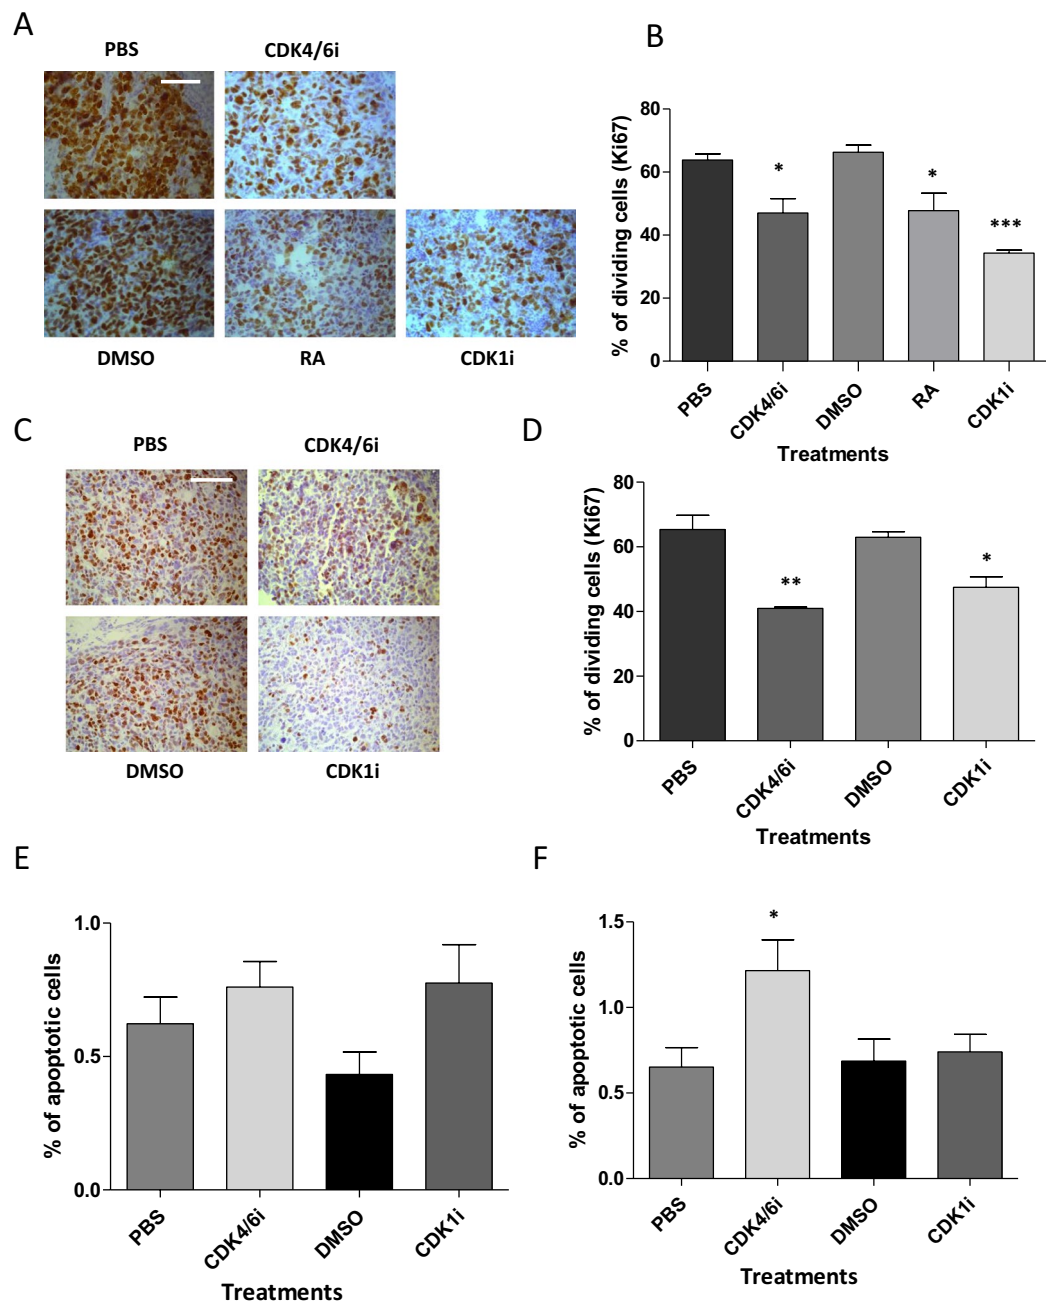 A
PBS CDK4/6i
DMSO RA CDK1i
B
% of dividing cells (Ki67)
80
60
40
20
0
* * ***
PBS CDK4/6i DMSO RA CDK1i
Treatments
C
PBS CDK4/6i
DMSO CDK1i
D
% of dividing cells (Ki67)
80
60
40
20
0
** *
PBS CDK4/6i DMSO CDK1i
Treatments
E
% of apoptotic cells
1.0
0.5
0.0
PBS CDK4/6i DMSO CDK1i
Treatments
F
% of apoptotic cells
1.5
1.0
0.5
0.0
*
PBS CDK4/6i DMSO CDK1i
Treatments